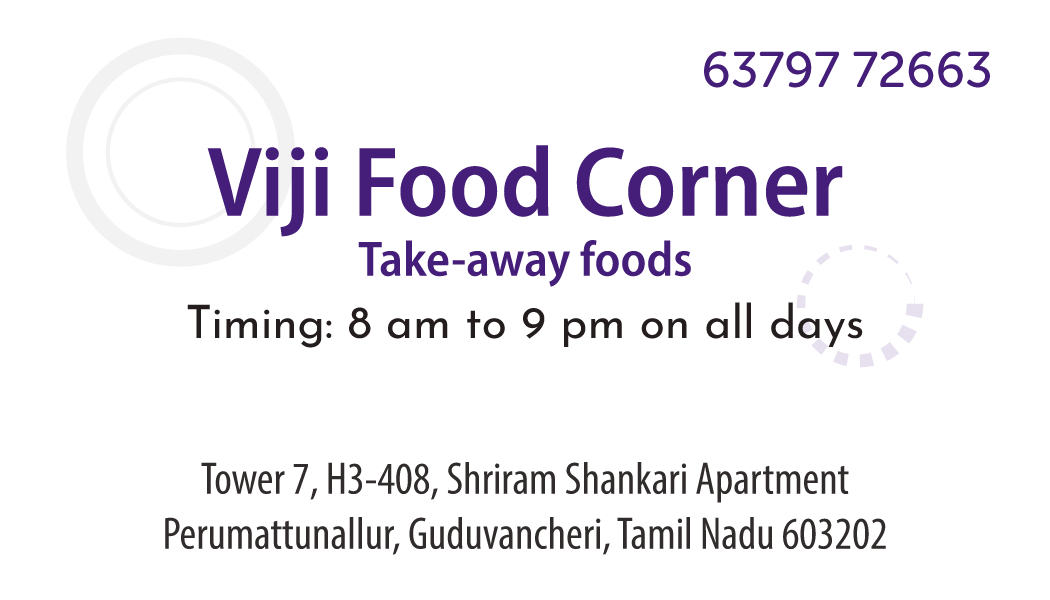 63797 72663
Viji Food Corner
Take-away foods
Timing: 8 am to 9 pm on all days
Tower 7, H3-408, Shriram Shankari Apartment
Perumattunallur, Guduvancheri, Tamil Nadu 603202